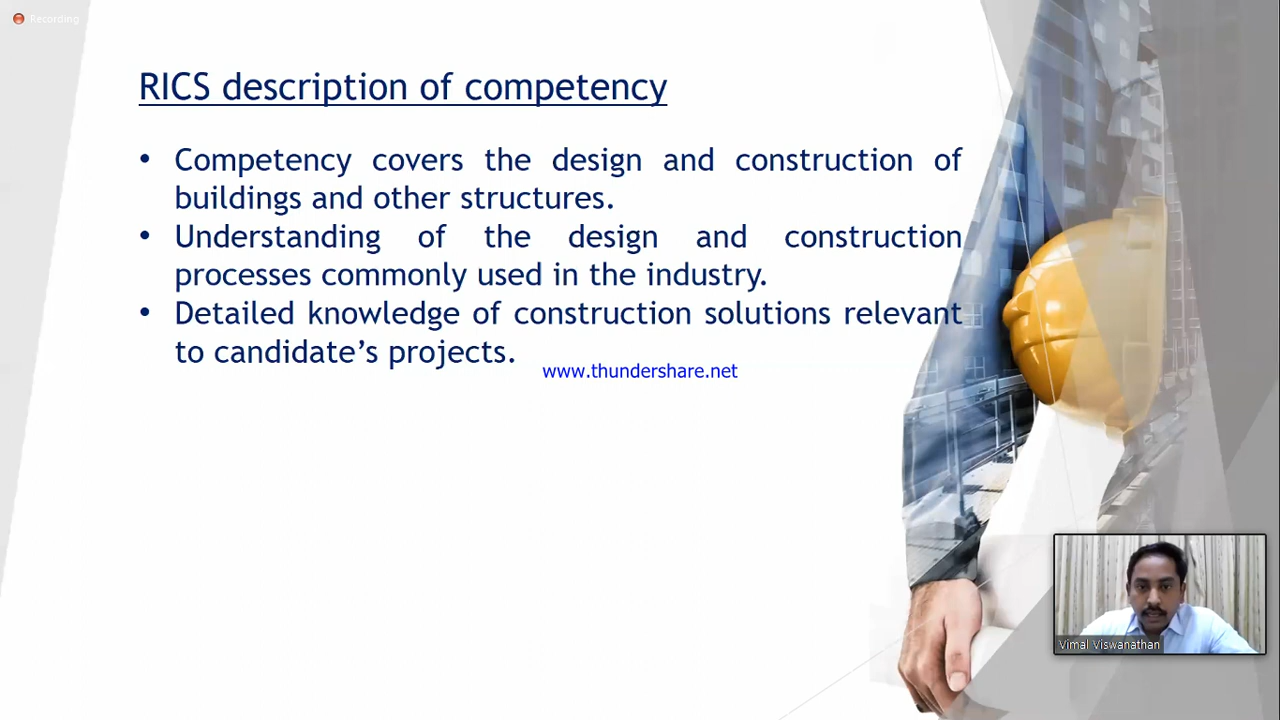 Recording
RICS description of competency
• Competency covers the design and construction of
buildings and other structures.
• Understanding of the design and construction
processes commonly used in the industry.
• Detailed knowledge of construction solutions relevant
to candidate’s projects.
www.thundershare.net
Vimal Viswanathan